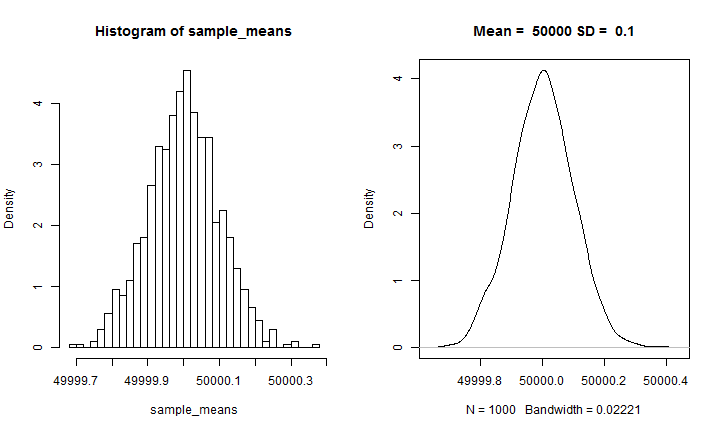 Histogram of sample_means
Density
0 1 2 3 4
49999.7 49999.9 50000.1 50000.3
sample_means
Mean =  50000 SD =  0.1
Density
0 1 2 3 4
49999.8 50000.0 50000.2 50000.4
N = 1000   Bandwidth = 0.02221